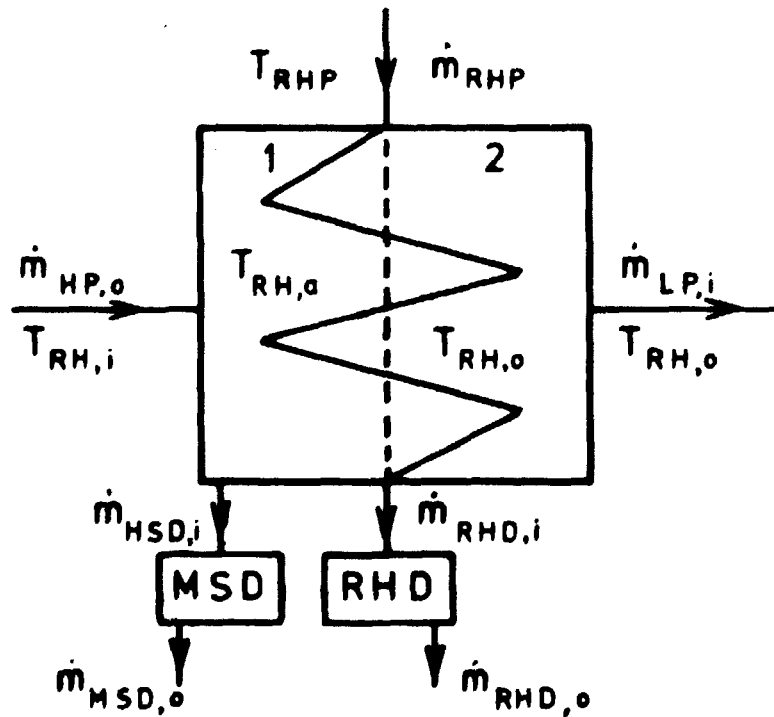 T_RHP ṁ_RHP
1 2
ṁ_HP,o T_RH,a ṁ_LP,i
T_RH,i T_RH,o T_RH,o
ṁ_HSD,i ṁ_RHD,i
MSD RHD
ṁ_MSD,o ṁ_RHD,o